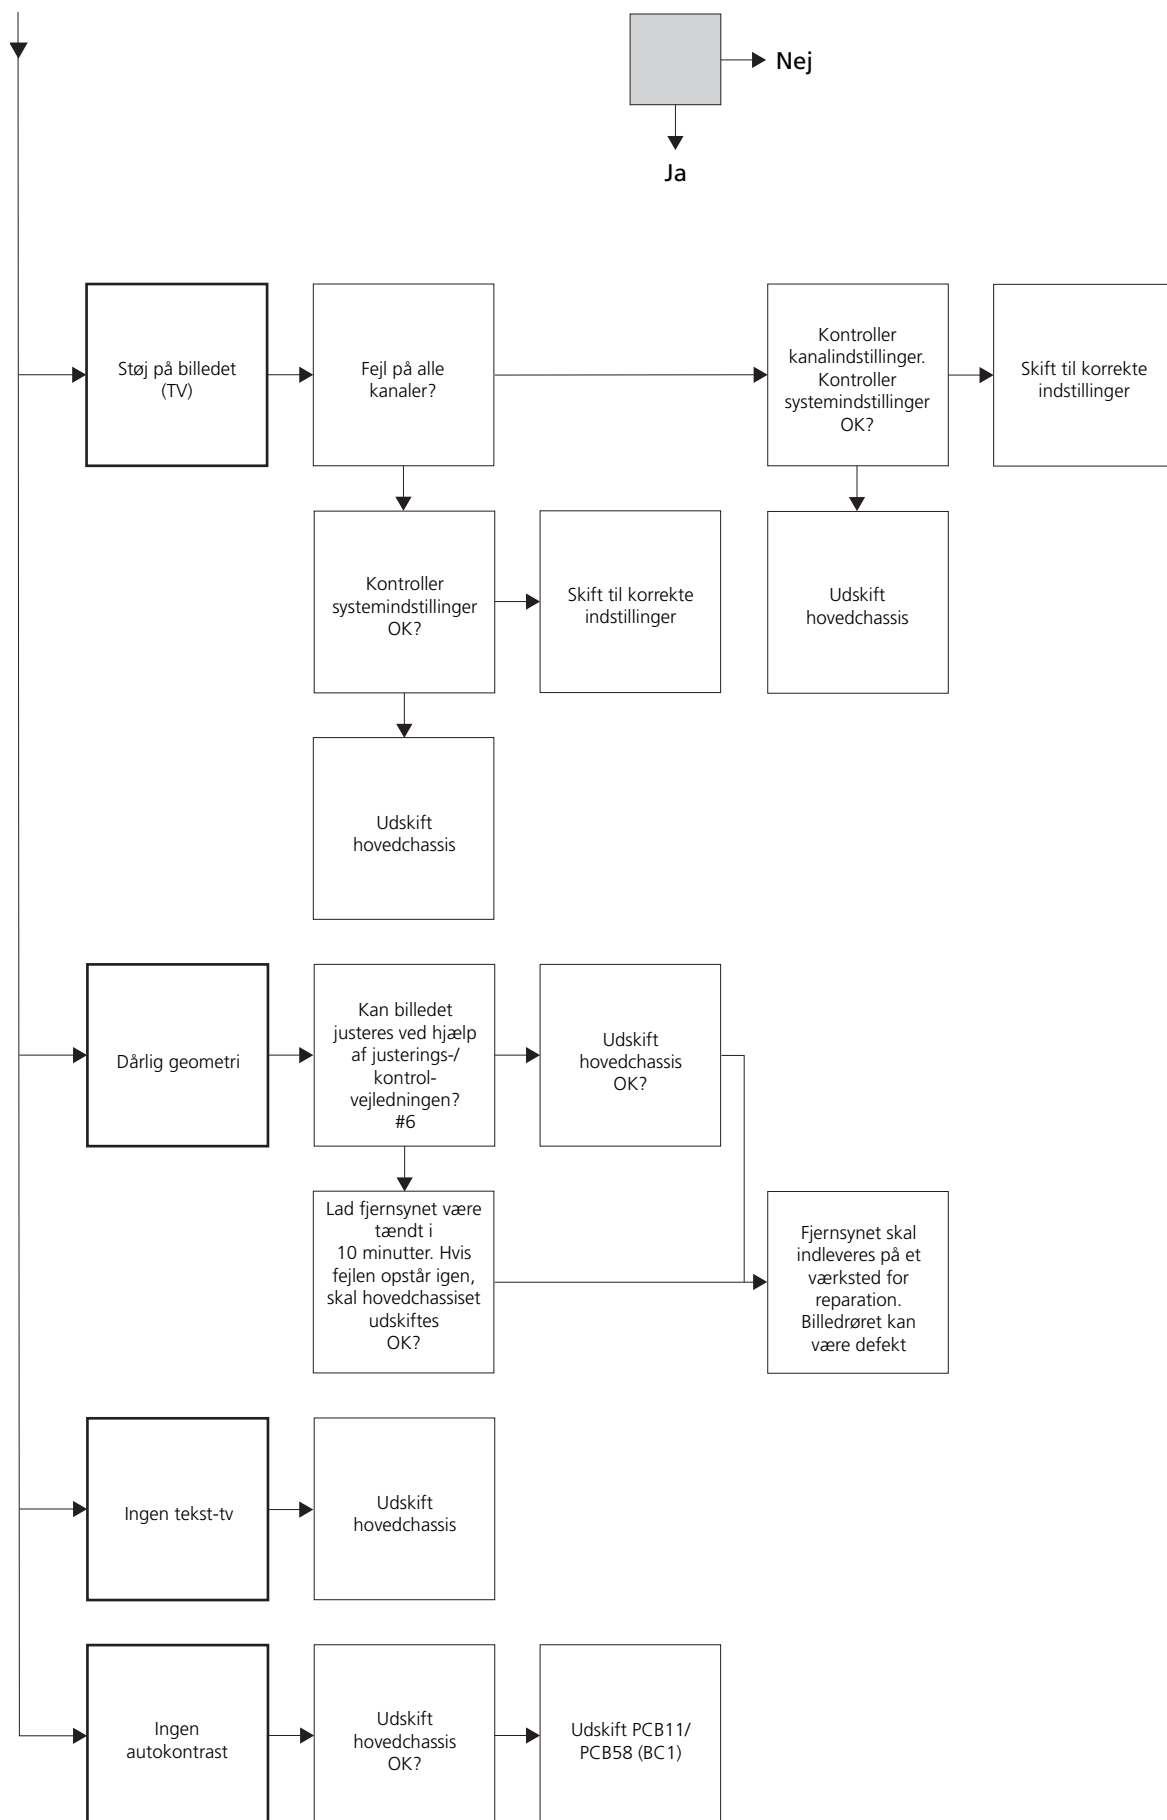 Nej
Ja
Støj på billedet
(TV)
Fejl på alle
kanaler?
Kontroller
kanalindstillinger.
Kontroller
systemindstillinger
OK?
Skift til korrekte
indstillinger
Kontroller
systemindstillinger
OK?
Skift til korrekte
indstillinger
Udskift
hovedchassis
Udskift
hovedchassis
Dårlig geometri
Kan billedet
justeres ved hjælp
af justerings-/
kontrol-
vejledningen?
#6
Udskift
hovedchassis
OK?
Lad fjernsynet være
tændt i
10 minutter. Hvis
fejlen opstår igen,
skal hovedchassiset
udskiftes
OK?
Fjernsynet skal
indleveres på et
værksted for
reparation.
Billedrøret kan
være defekt
Ingen tekst-tv
Udskift
hovedchassis
Ingen
autokontrast
Udskift
hovedchassis
OK?
Udskift PCB11/
PCB58 (BC1)